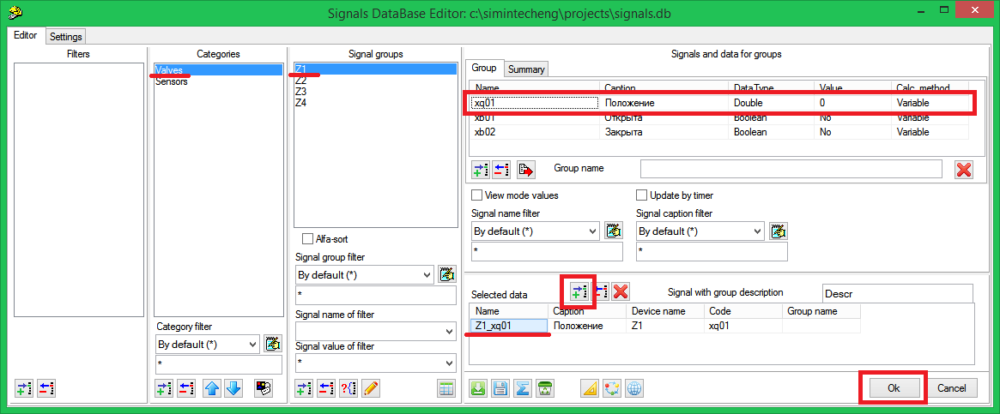 Signals DataBase Editor: c:\simintecheng\projects\signals.db
Editor Settings
Filters
Categories
Valves
Sensors
Category filter
By default (*)
*
Signal groups
Z1
Z2
Z3
Z4
Alfa-sort
Signal group filter
By default (*)
*
Signal name of filter
Signal value of filter
*
Signals and data for groups
Group Summary
Name Caption DataType Value Calc_method
xq01 Положение Double 0 Variable
xb01 Открыта Boolean No Variable
xb02 Закрыта Boolean No Variable
Group name
View mode values Update by timer
Signal name filter Signal caption filter
By default (*) By default (*)
* *
Selected data Signal with group description Descr
Name Caption Device name Code Group name
Z1_xq01 Положение Z1 xq01
Ok Cancel